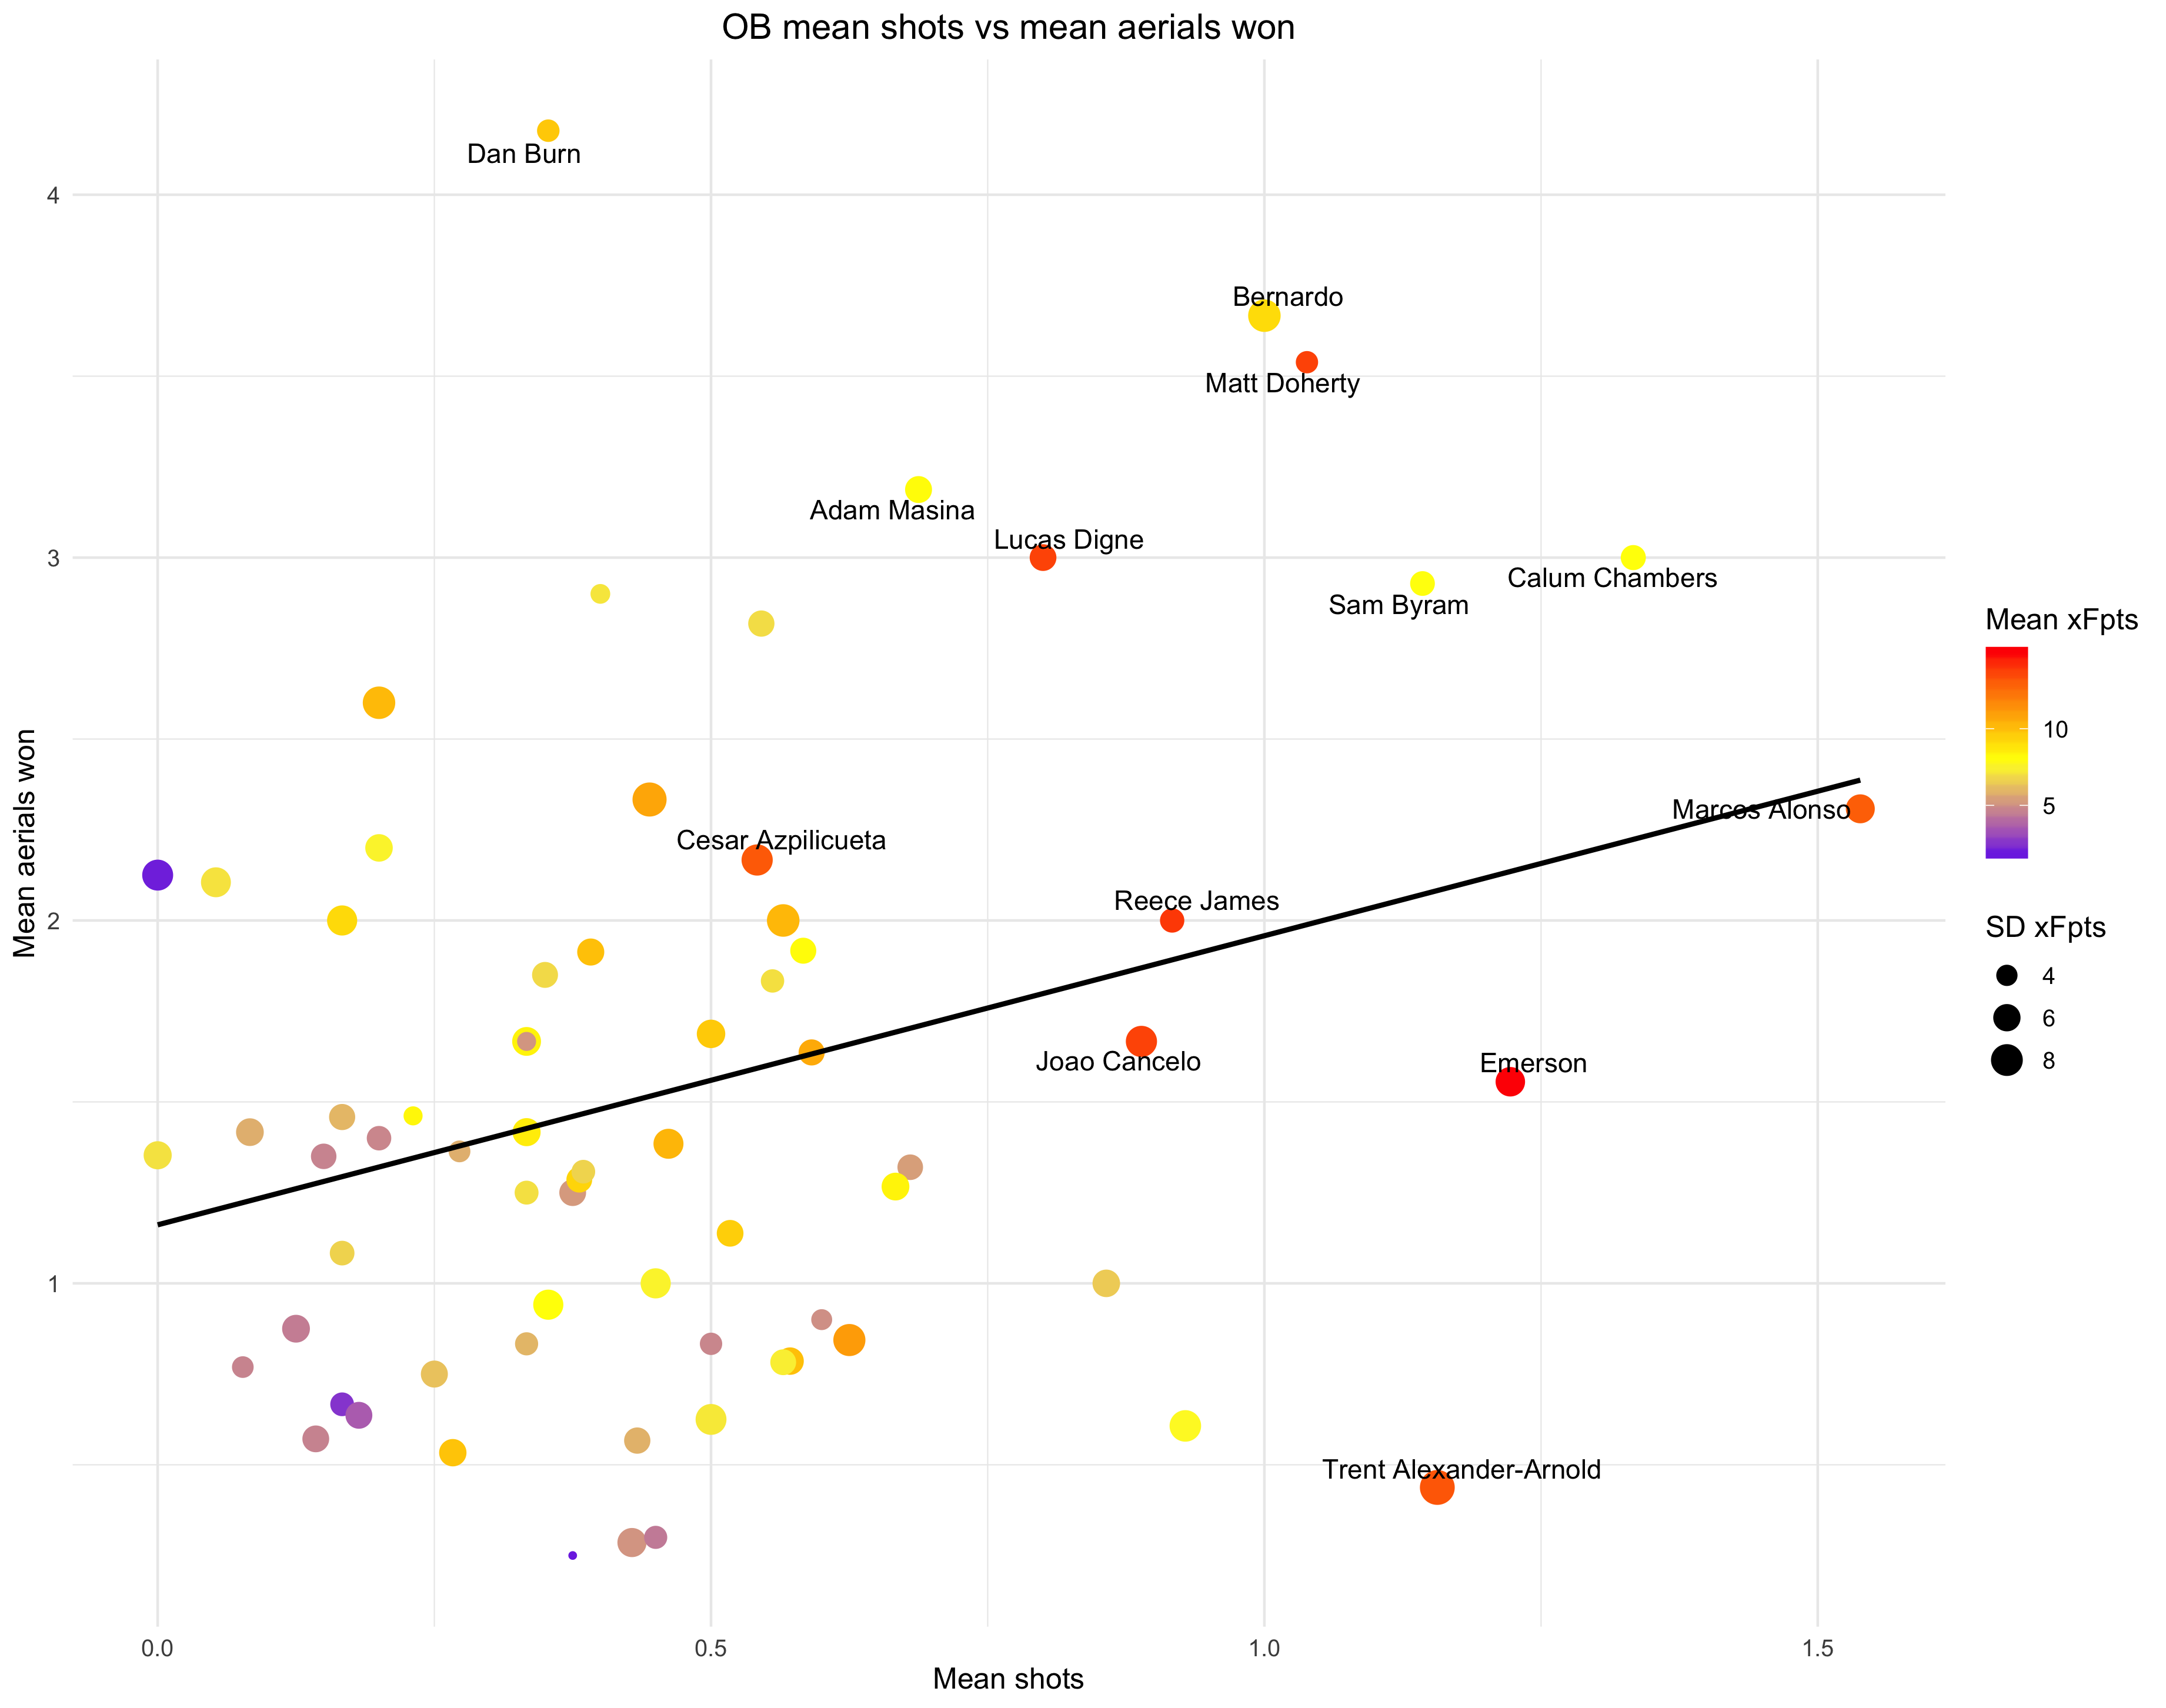 OB mean shots vs mean aerials won
Dan Burn
4
Bernardo
Matt Doherty
Adam Masina
Lucas Digne
3
Calum Chambers
Sam Byram
Mean xFpts
10
5
Mean aerials won
Marcos Alonso
Cesar Azpilicueta
Reece James
2
SD xFpts
4
6
8
Joao Cancelo
Emerson
1
Trent Alexander-Arnold
0.0
0.5
1.0
1.5
Mean shots